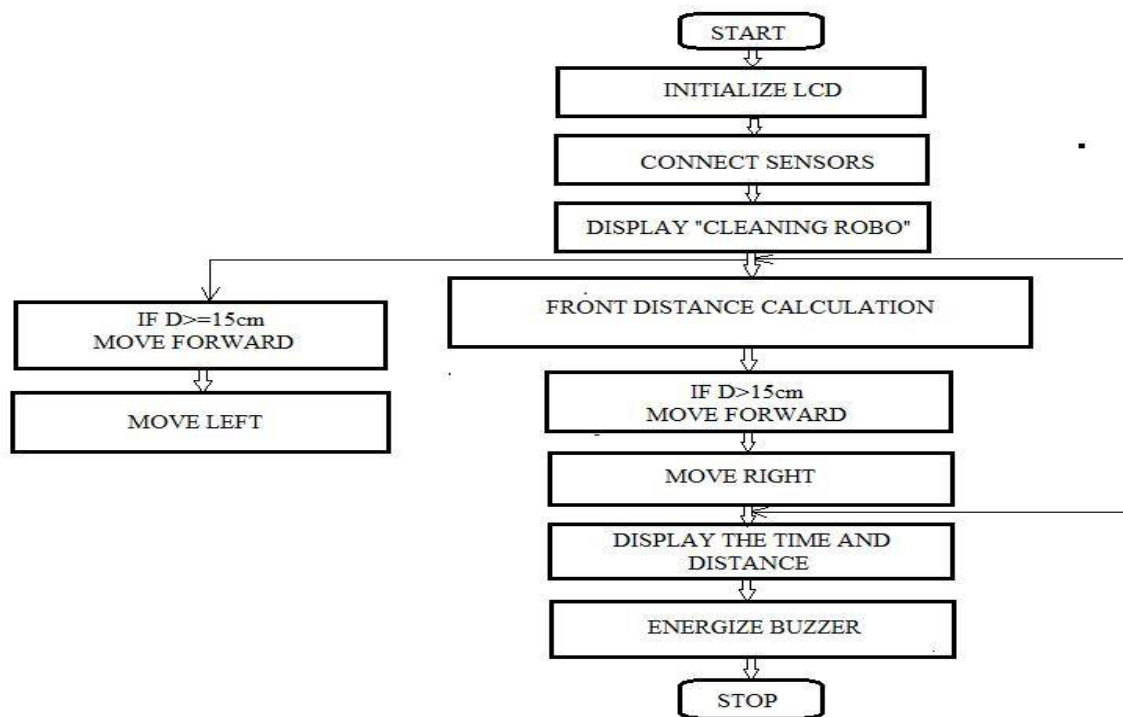 START
INITIALIZE LCD
CONNECT SENSORS
DISPLAY "CLEANING ROBO"
FRONT DISTANCE CALCULATION
IF D>=15cm
MOVE FORWARD
MOVE LEFT
IF D>15cm
MOVE FORWARD
MOVE RIGHT
DISPLAY THE TIME AND
DISTANCE
ENERGIZE BUZZER
STOP